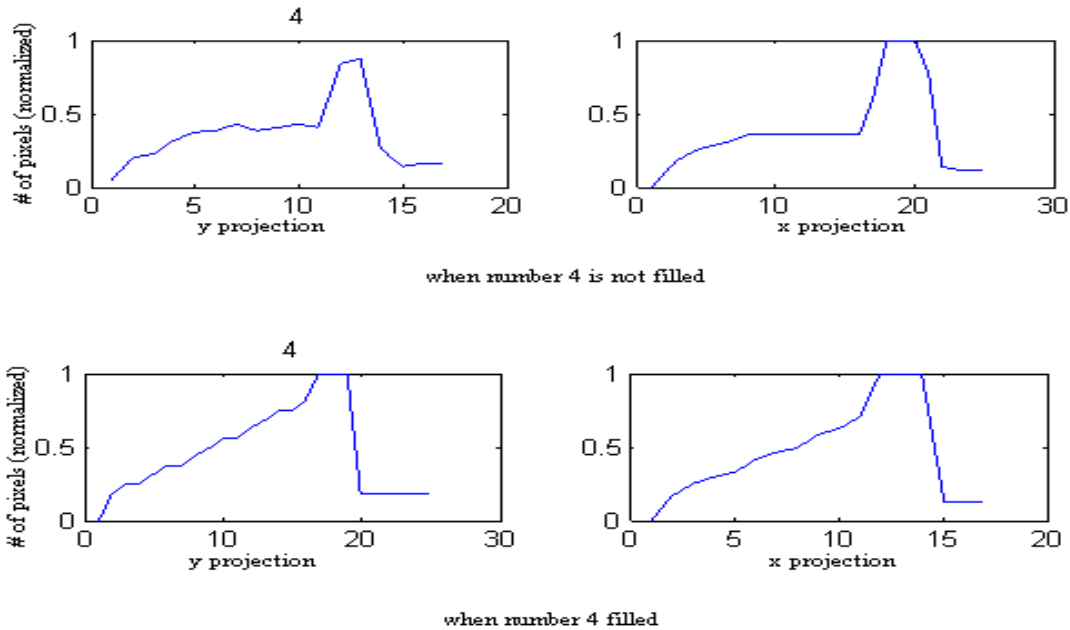 4
# of pixels (normalized)
1
0.5
0
0 5 10 15 20
y projection
1
0.5
0
0 10 20 30
x projection
when number 4 is not filled
4
# of pixels (normalized)
1
0.5
0
0 10 20 30
y projection
1
0.5
0
0 5 10 15 20
x projection
when number 4 filled